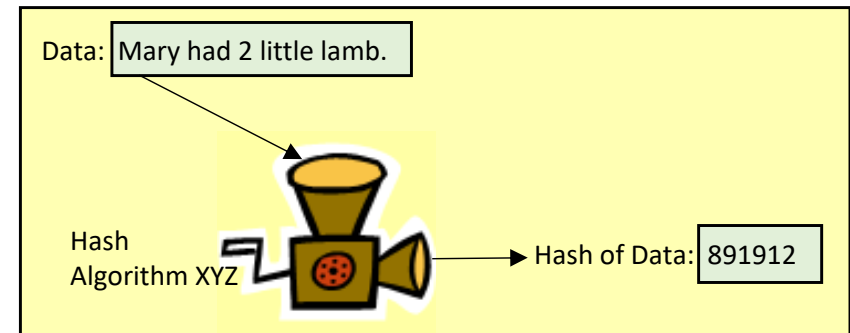 Data: Mary had 2 little lamb.
Hash
Algorithm XYZ
Hash of Data: 891912